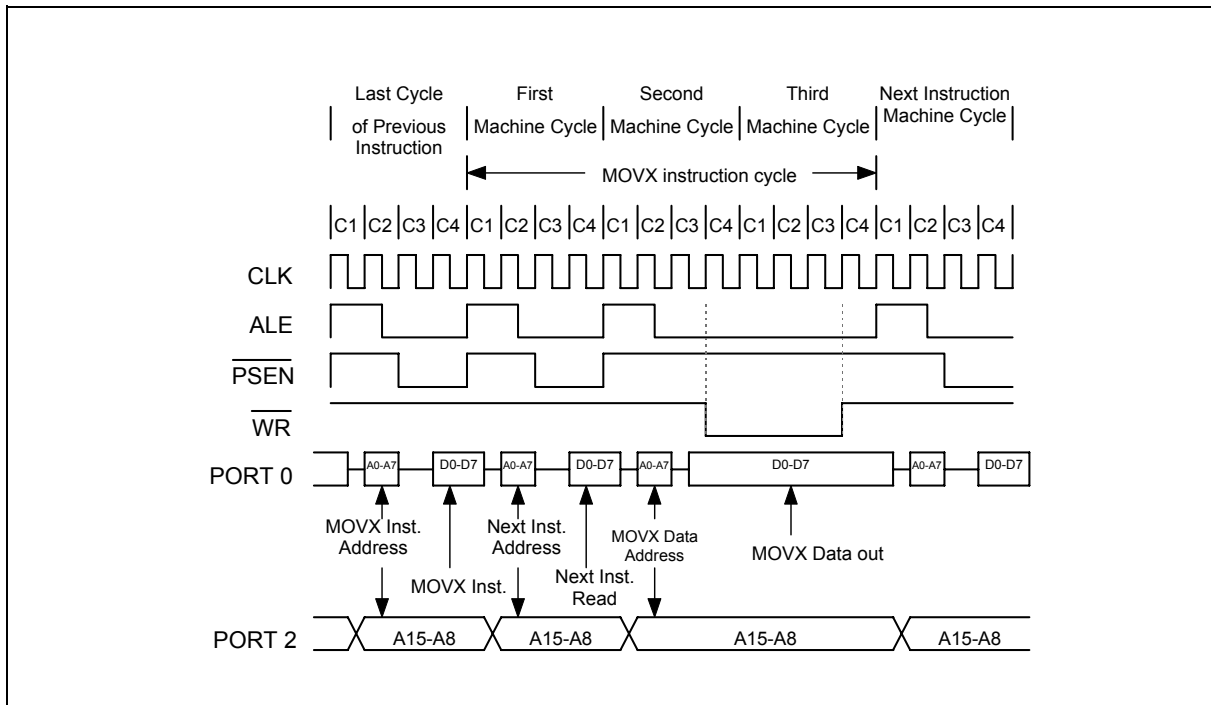 Last Cycle
of Previous
Instruction
First
Machine Cycle
Second
Machine Cycle
Third
Machine Cycle
Next Instruction
Machine Cycle
MOVX instruction cycle
C1 C2 C3 C4 C1 C2 C3 C4 C1 C2 C3 C4 C1 C2 C3 C4 C1 C2 C3 C4
CLK
ALE
PSEN
WR
PORT 0
A0-A7 D0-D7 A0-A7 D0-D7 A0-A7 D0-D7 A0-A7 D0-D7
MOVX Inst.
Address
MOVX Inst.
Next Inst.
Address
Next Inst.
Read
MOVX Data
Address
MOVX Data out
PORT 2
A15-A8 A15-A8 A15-A8 A15-A8